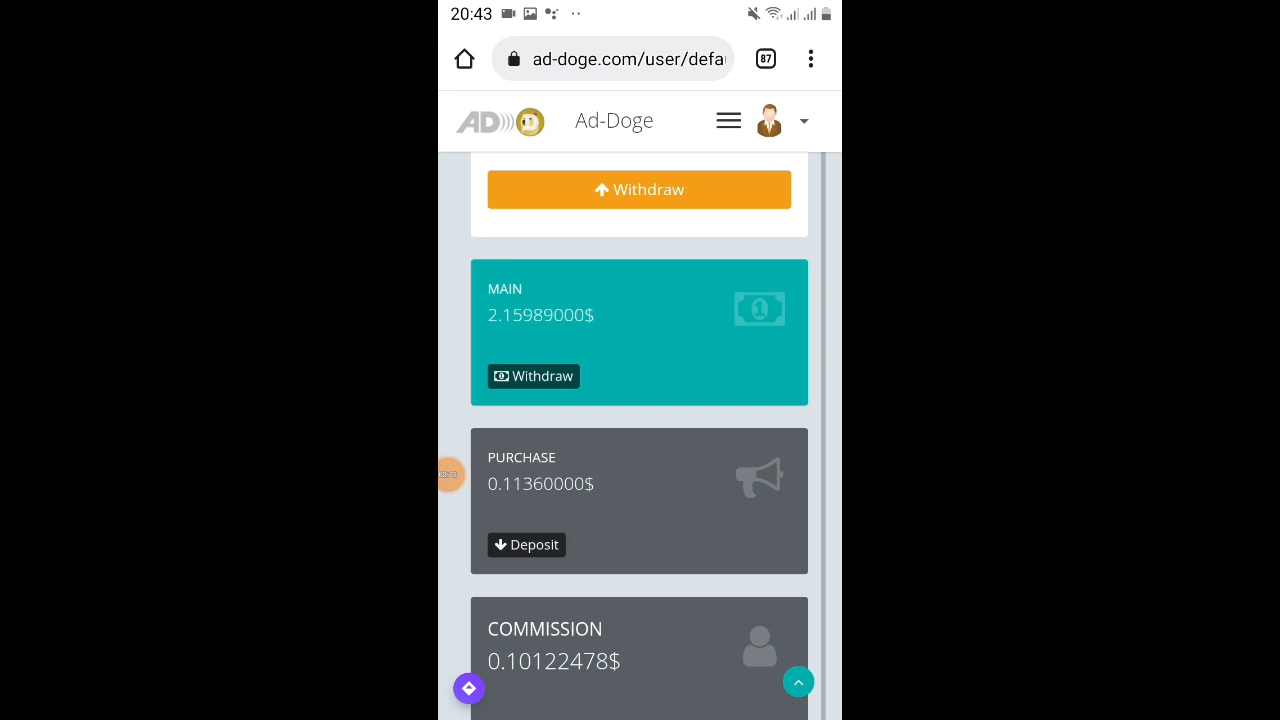 20:43
ad-doge.com/user/defa
87
AD
Ad-Doge
Withdraw
MAIN
2.15989000$
Withdraw
PURCHASE
0.11360000$
Deposit
COMMISSION
0.10122478$